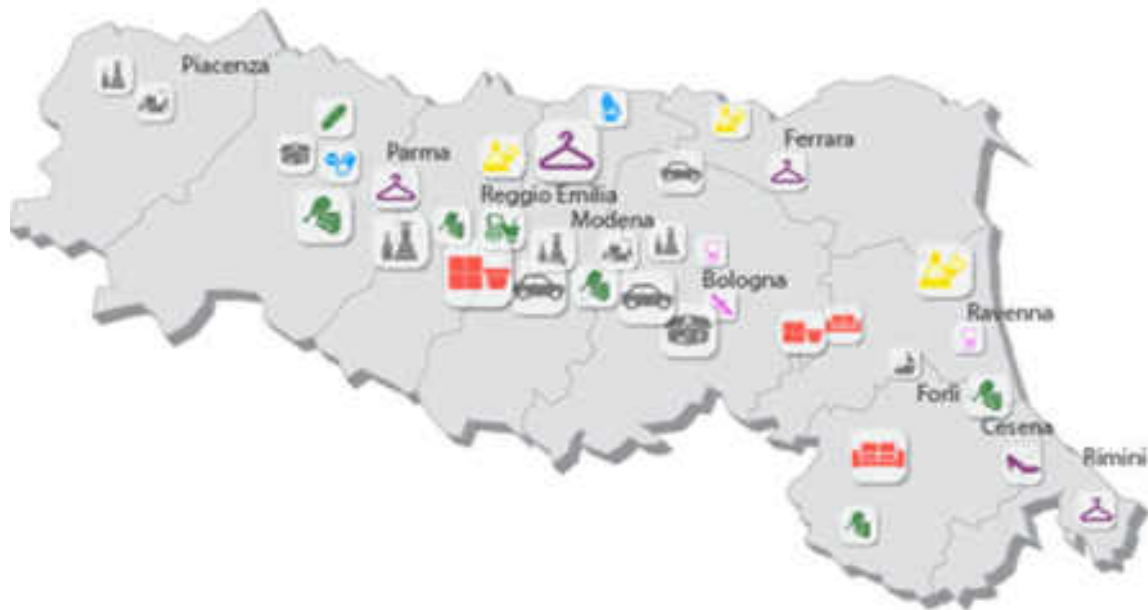 Piacenza
Ferrara
Parma
Reggio Emilia
Modena
Bologna
Ravenna
Forlì
Cesena
Rimini